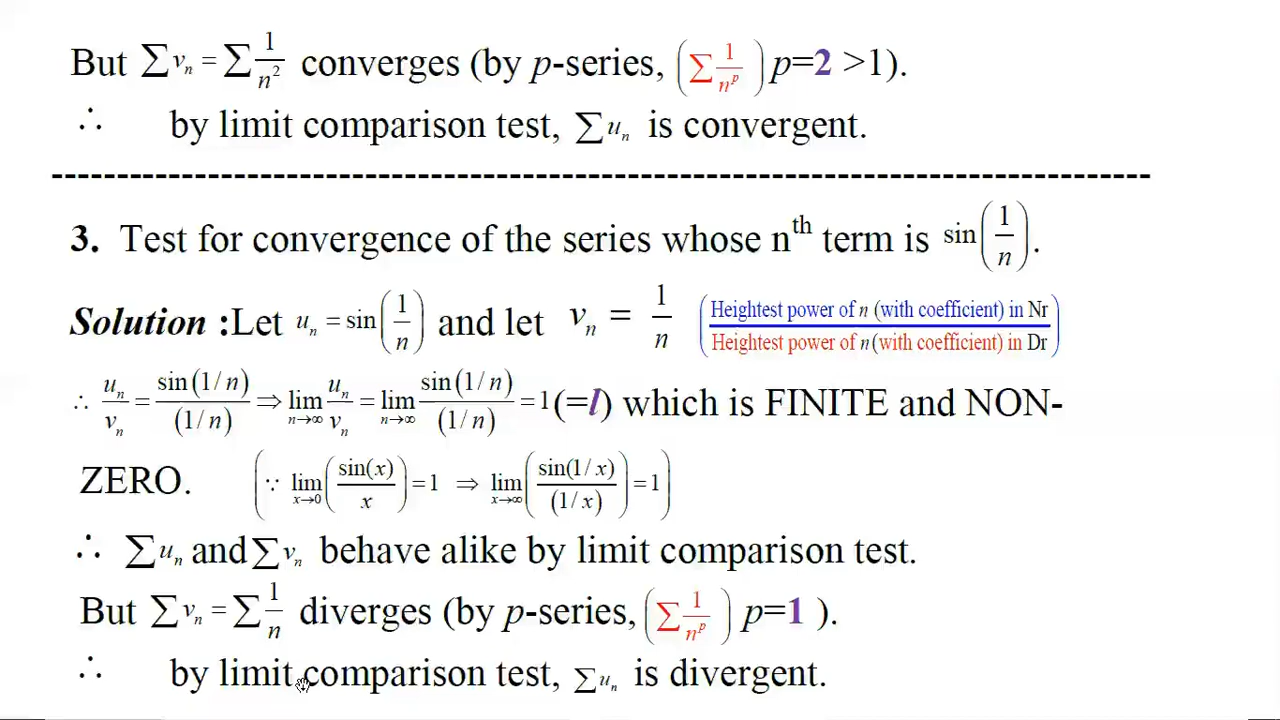 But ∑ vₙ = ∑ 1/n² converges (by p-series, (∑ 1/nᵖ) p=2 >1).
∴ by limit comparison test, ∑ uₙ is convergent.
--------------------------------------------------------------------------------
3. Test for convergence of the series whose nᵗʰ term is sin(1/n).
Solution :Let uₙ = sin(1/n) and let vₙ = 1/n (Heightest power of n (with coefficient) in Nr / Heightest power of n(with coefficient) in Dr)
∴ uₙ/vₙ = sin(1/n)/(1/n) ⇒ lim n→∞ uₙ/vₙ = lim n→∞ sin(1/n)/(1/n) = 1(=l) which is FINITE and NON-
ZERO. (∵ lim x→0 (sin(x)/x) = 1 ⇒ lim x→∞ (sin(1/x)/(1/x)) = 1)
∴ ∑ uₙ and ∑ vₙ behave alike by limit comparison test.
But ∑ vₙ = ∑ 1/n diverges (by p-series, (∑ 1/nᵖ) p=1 ).
∴ by limit comparison test, ∑ uₙ is divergent.